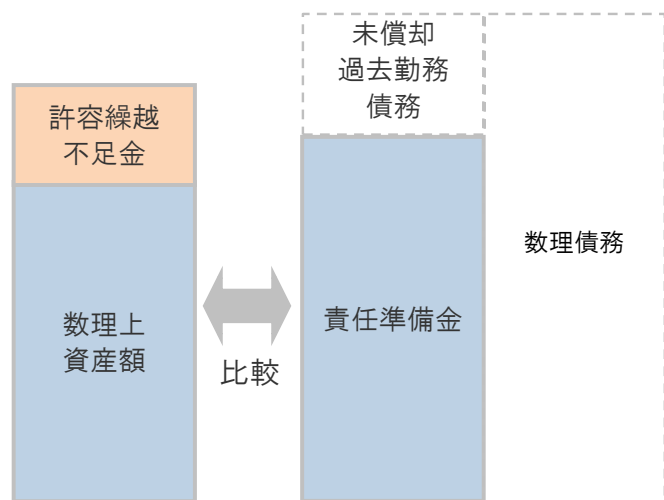 許容繰越
不足金
数理上
資産額
比較
未償却
過去勤務
債務
責任準備金
数理債務